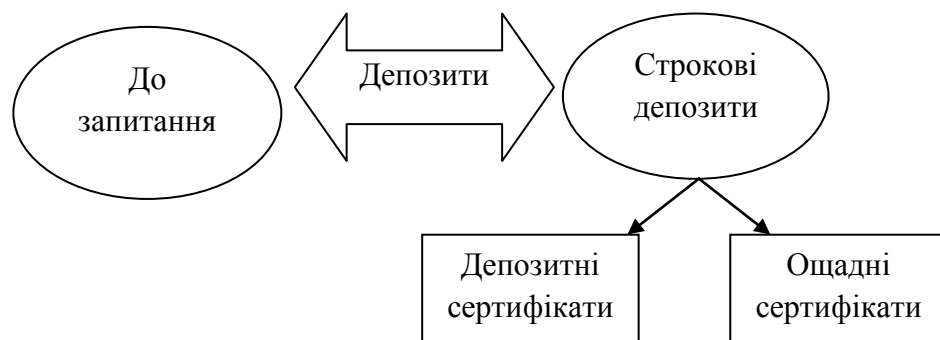 До
запитання
Депозити
Строкові
депозити
Депозитні
сертифікати
Ощадні
сертифікати